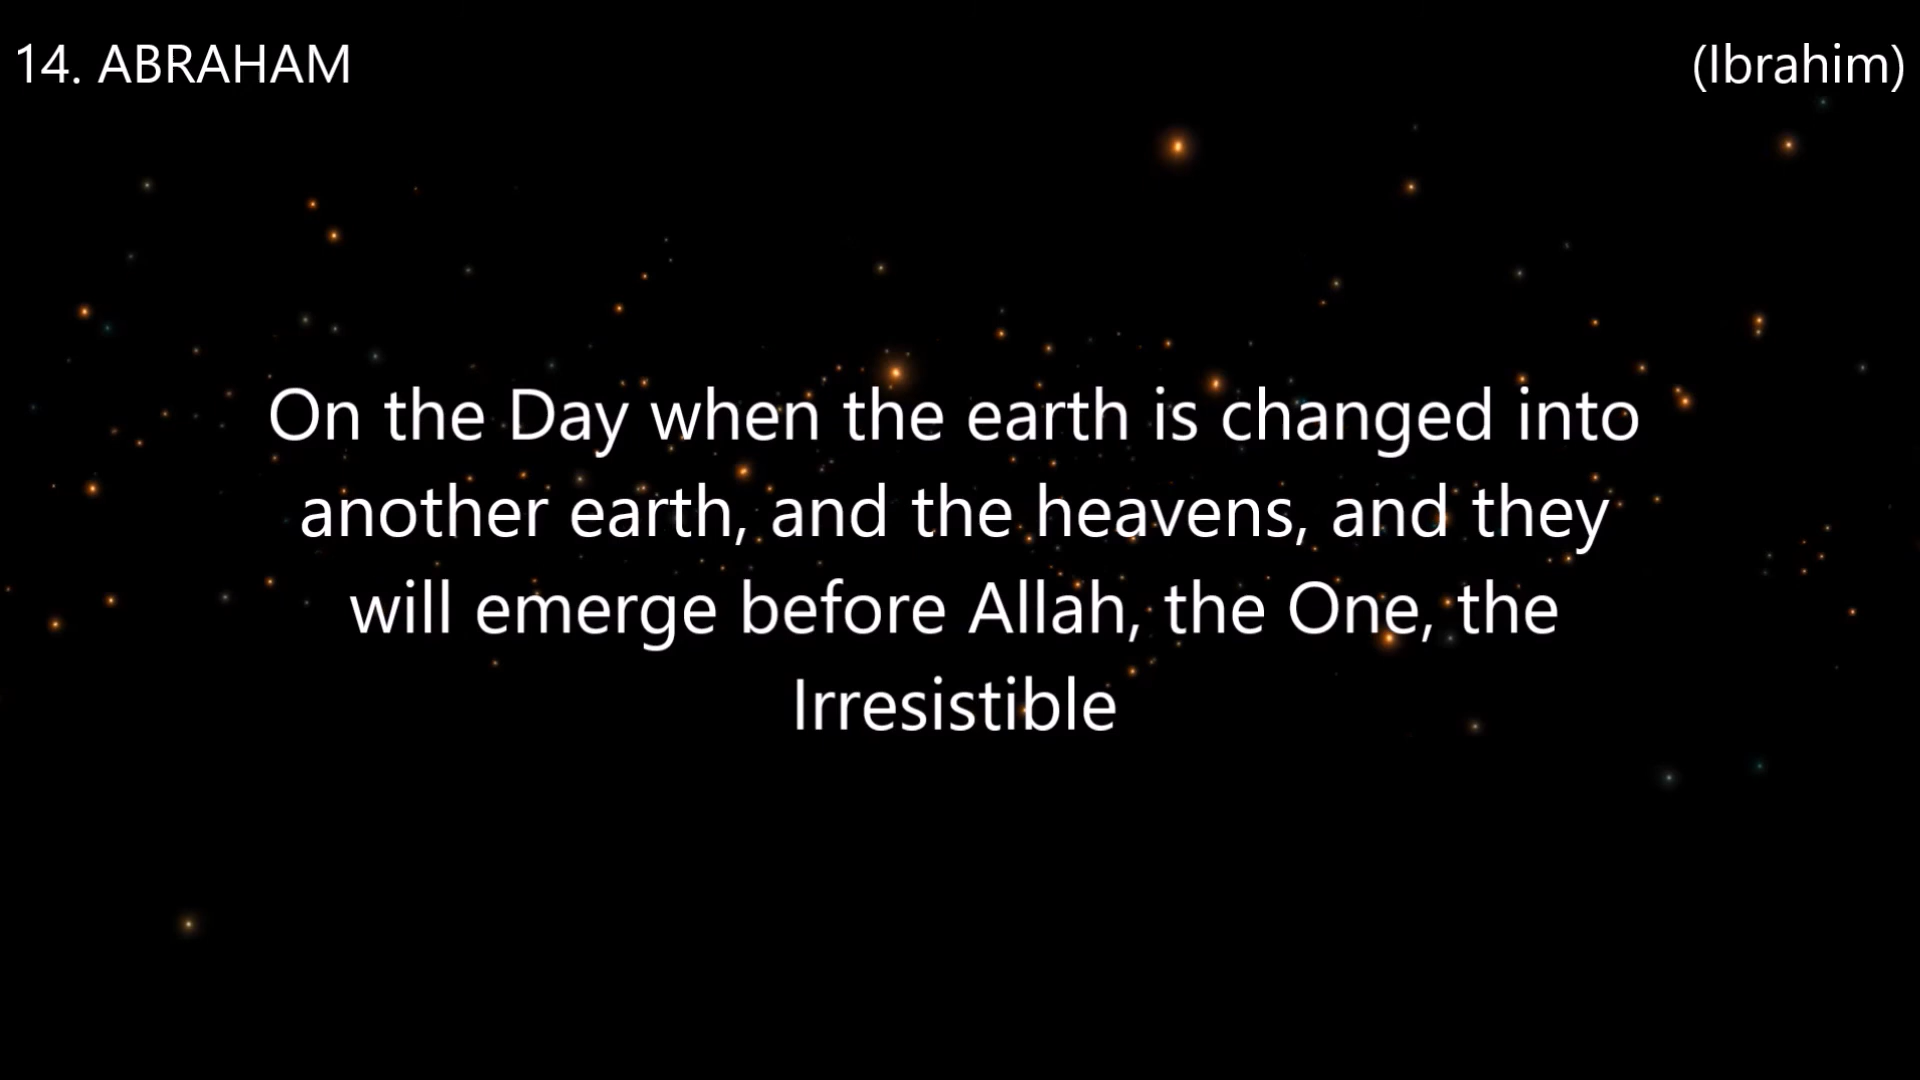 14. ABRAHAM
(Ibrahim)
On the Day when the earth is changed into
another earth, and the heavens, and they
will emerge before Allah, the One, the
Irresistible